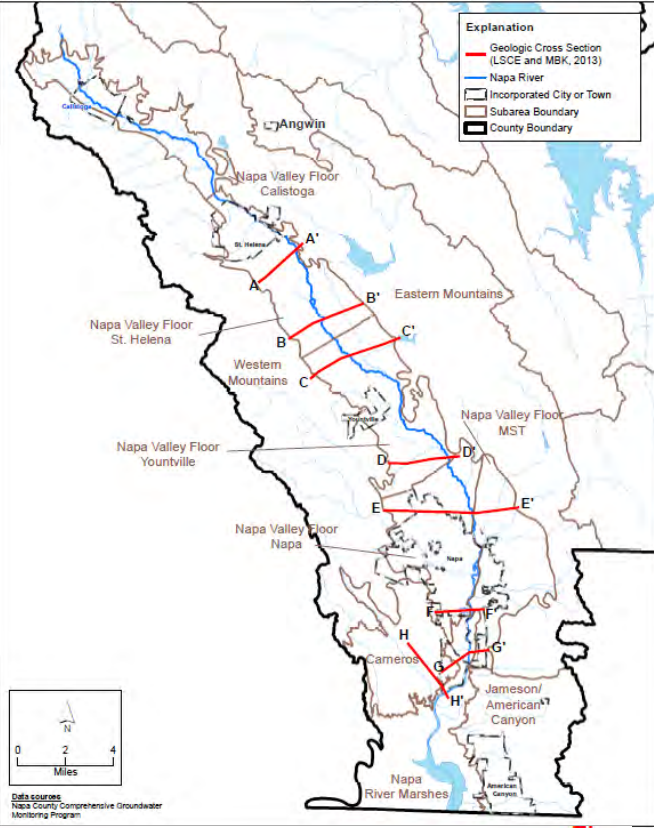 Explanation
Geologic Cross Section
(LSCE and MBK, 2013)
Napa River
Incorporated City or Town
Subarea Boundary
County Boundary
Calistoga
Angwin
Napa Valley Floor
Calistoga
St. Helena
A'
A
B'
Eastern Mountains
Napa Valley Floor
St. Helena
B
C'
Western
Mountains
C
Yountville
Napa Valley Floor
MST
Napa Valley Floor
Yountville
D
D'
E
E'
Napa Valley Floor
Napa
Napa
F
F'
H
G'
Carneros
G
H'
Jameson/
American
Canyon
N
0 2 4
Miles
Napa
River Marshes
American
Canyon
Data sources
Napa County Comprehensive Groundwater
Monitoring Program